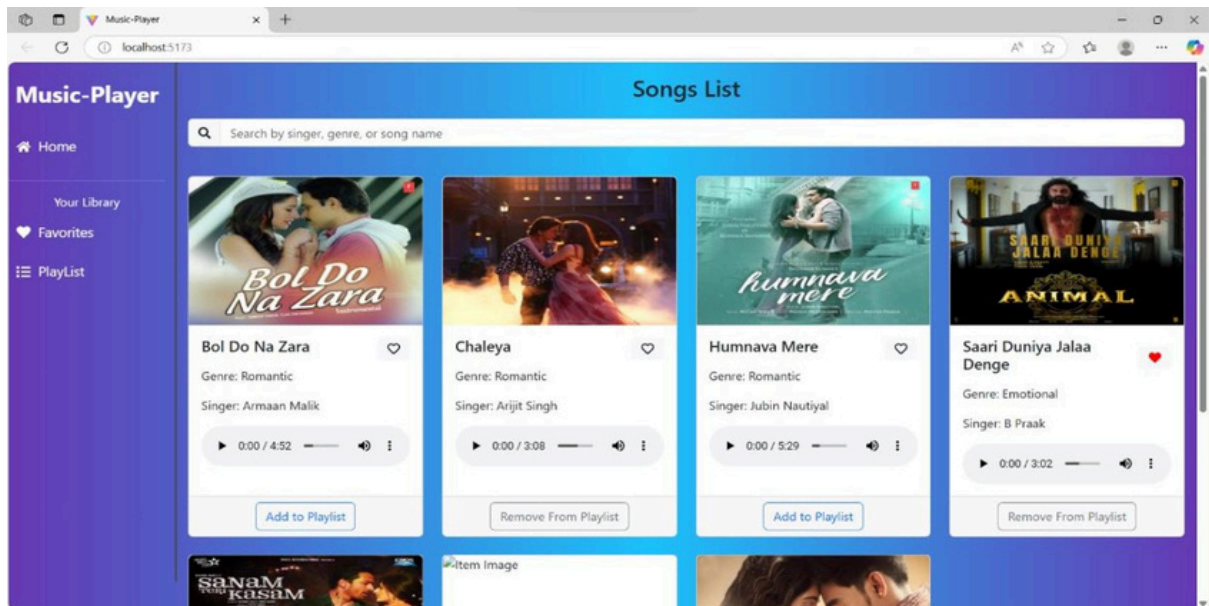 Music-Player
localhost:5173
Music-Player
Home
Your Library
Favorites
PlayList
Songs List
Search by singer, genre, or song name
Bol Do
Na Zara
Instrumental
humnava
mere
SAARI DUNIYA
JALAA DENGE
ANIMAL
Bol Do Na Zara
Genre: Romantic
Singer: Armaan Malik
0:00 / 4:52
Add to Playlist
Chaleya
Genre: Romantic
Singer: Arijit Singh
0:00 / 3:08
Remove From Playlist
Humnava Mere
Genre: Romantic
Singer: Jubin Nautiyal
0:00 / 5:29
Add to Playlist
Saari Duniya Jalaa
Denge
Genre: Emotional
Singer: B Praak
0:00 / 3:02
Remove From Playlist
SANAM
TERI KASAM
Item Image